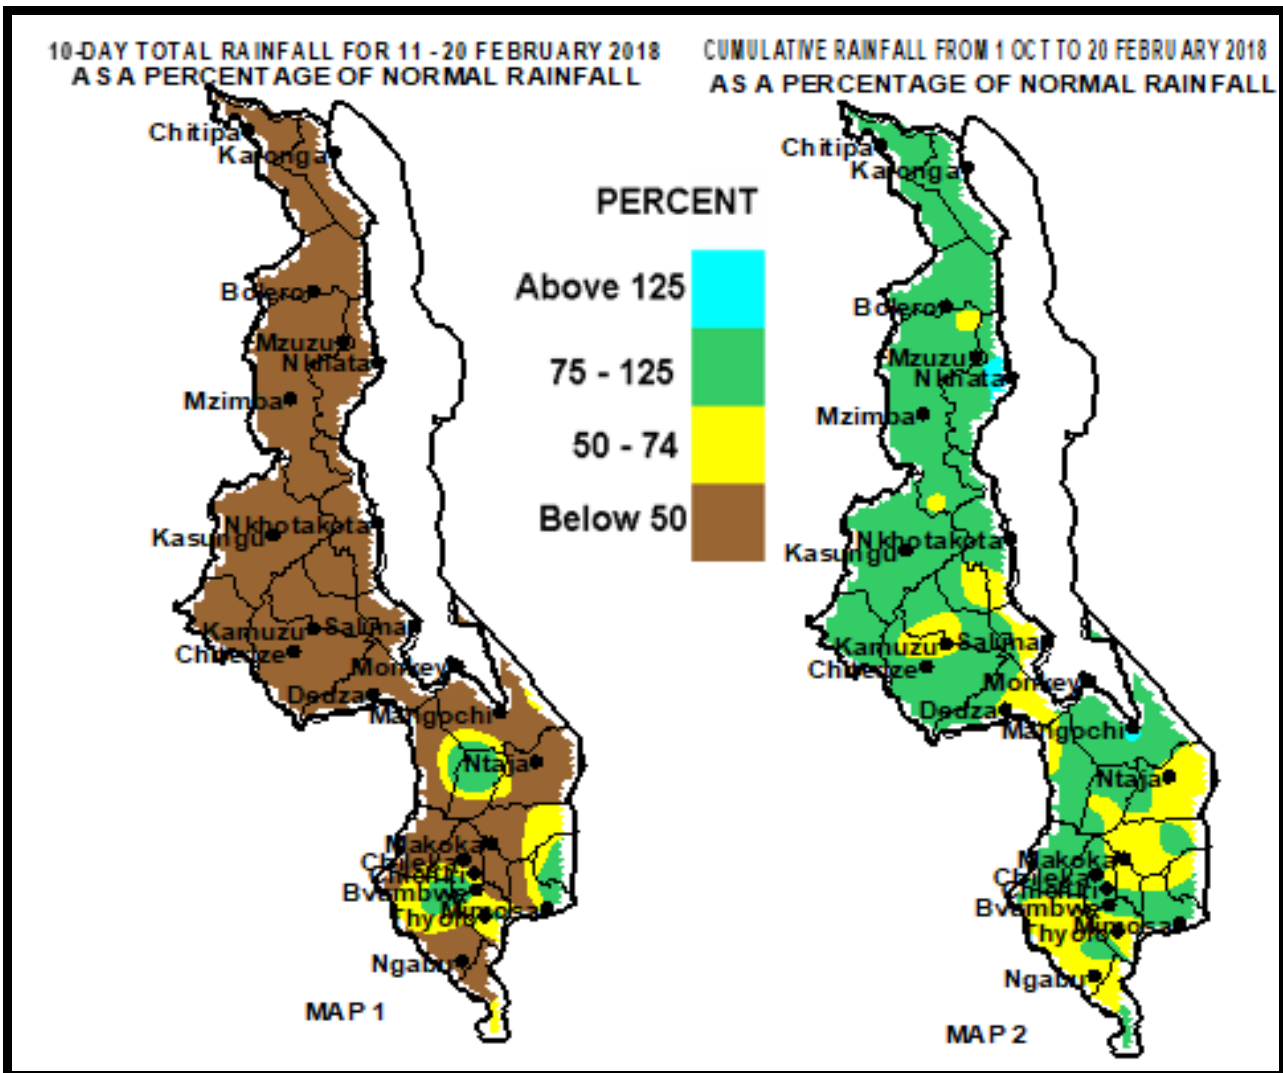 10-DAY TOTAL RAINFALL FOR 11 - 20 FEBRUARY 2018
AS A PERCENTAGE OF NORMAL RAINFALL
CUMULATIVE RAINFALL FROM 1 OCT TO 20 FEBRUARY 2018
AS A PERCENTAGE OF NORMAL RAINFALL
PERCENT
Above 125
75 - 125
50 - 74
Below 50
Chitipa
Karonga
Bolero
Mzuzu
Nkhata
Mzimba
Nkhotakota
Kasungu
Kamuzu
Salima
Chitedze
Monkey
Dedza
Mangochi
Ntaja
Makoka
Chileka
Bvumbwe
Mimosa
Thyolo
Ngabu
MAP 1
Chitipa
Karonga
Bolero
Mzuzu
Nkhata
Mzimba
Nkhotakota
Kasungu
Kamuzu
Salima
Chitedze
Monkey
Dedza
Mangochi
Ntaja
Makoka
Chileka
Bvumbwe
Mimosa
Thyolo
Ngabu
MAP 2